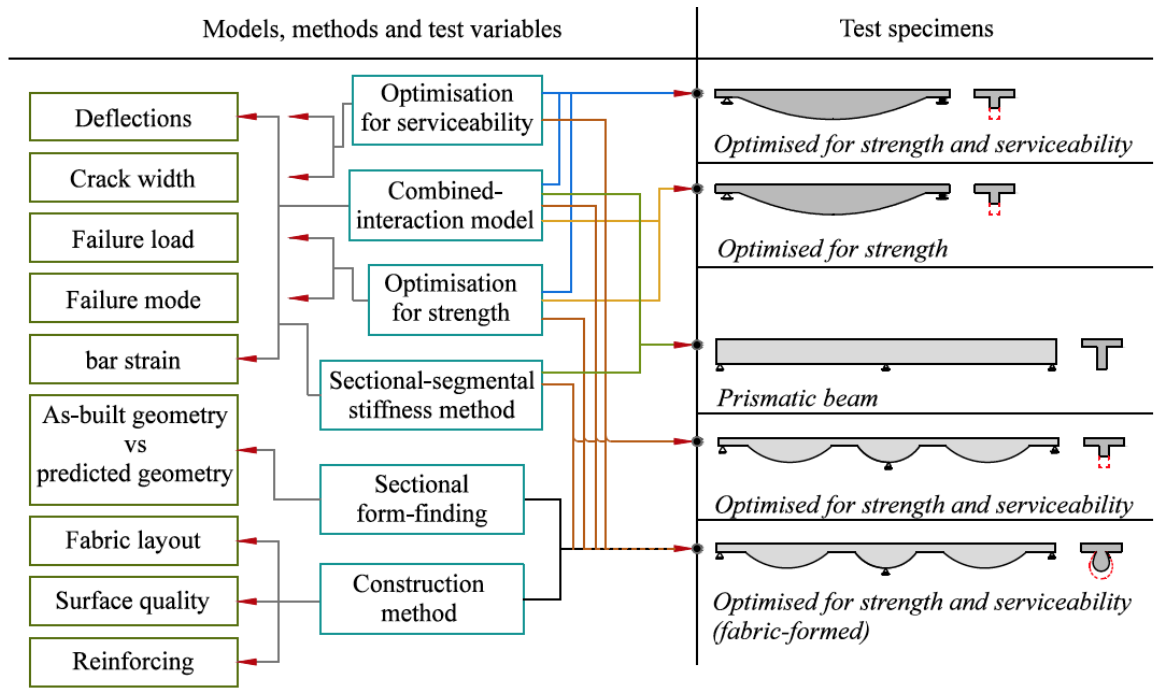 Models, methods and test variables
Test specimens
Deflections
Crack width
Failure load
Failure mode
bar strain
As-built geometry
vs
predicted geometry
Fabric layout
Surface quality
Reinforcing
Optimisation
for serviceability
Combined-
interaction model
Optimisation
for strength
Sectional-segmental
stiffness method
Sectional
form-finding
Construction
method
Optimised for strength and serviceability
Optimised for strength
Prismatic beam
Optimised for strength and serviceability
Optimised for strength and serviceability
(fabric-formed)